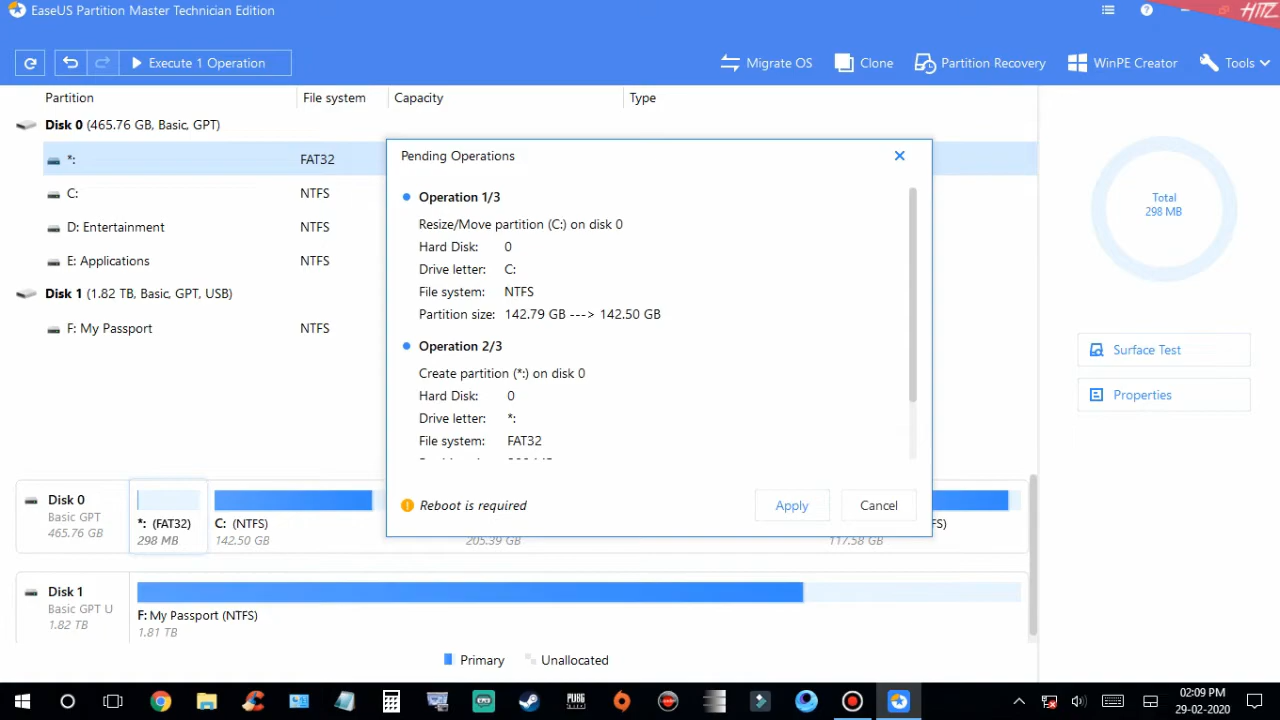 EaseUS Partition Master Technician Edition
HITZ
Execute 1 Operation
Migrate OS
Clone
Partition Recovery
WinPE Creator
Tools
Partition
File system
Capacity
Type
Disk 0 (465.76 GB, Basic, GPT)
*:
FAT32
C:
NTFS
D: Entertainment
NTFS
E: Applications
NTFS
Disk 1 (1.82 TB, Basic, GPT, USB)
F: My Passport
NTFS
Pending Operations
Operation 1/3
Resize/Move partition (C:) on disk 0
Hard Disk: 0
Drive letter: C:
File system: NTFS
Partition size: 142.79 GB ---> 142.50 GB
Operation 2/3
Create partition (*:) on disk 0
Hard Disk: 0
Drive letter: *:
File system: FAT32
Reboot is required
Apply
Cancel
Total
298 MB
Surface Test
Properties
Disk 0
Basic GPT
465.76 GB
*: (FAT32)
298 MB
C: (NTFS)
142.50 GB
205.39 GB
FS)
117.58 GB
Disk 1
Basic GPT U
1.82 TB
F: My Passport (NTFS)
1.81 TB
Primary
Unallocated
PUBG
02:09 PM
29-02-2020